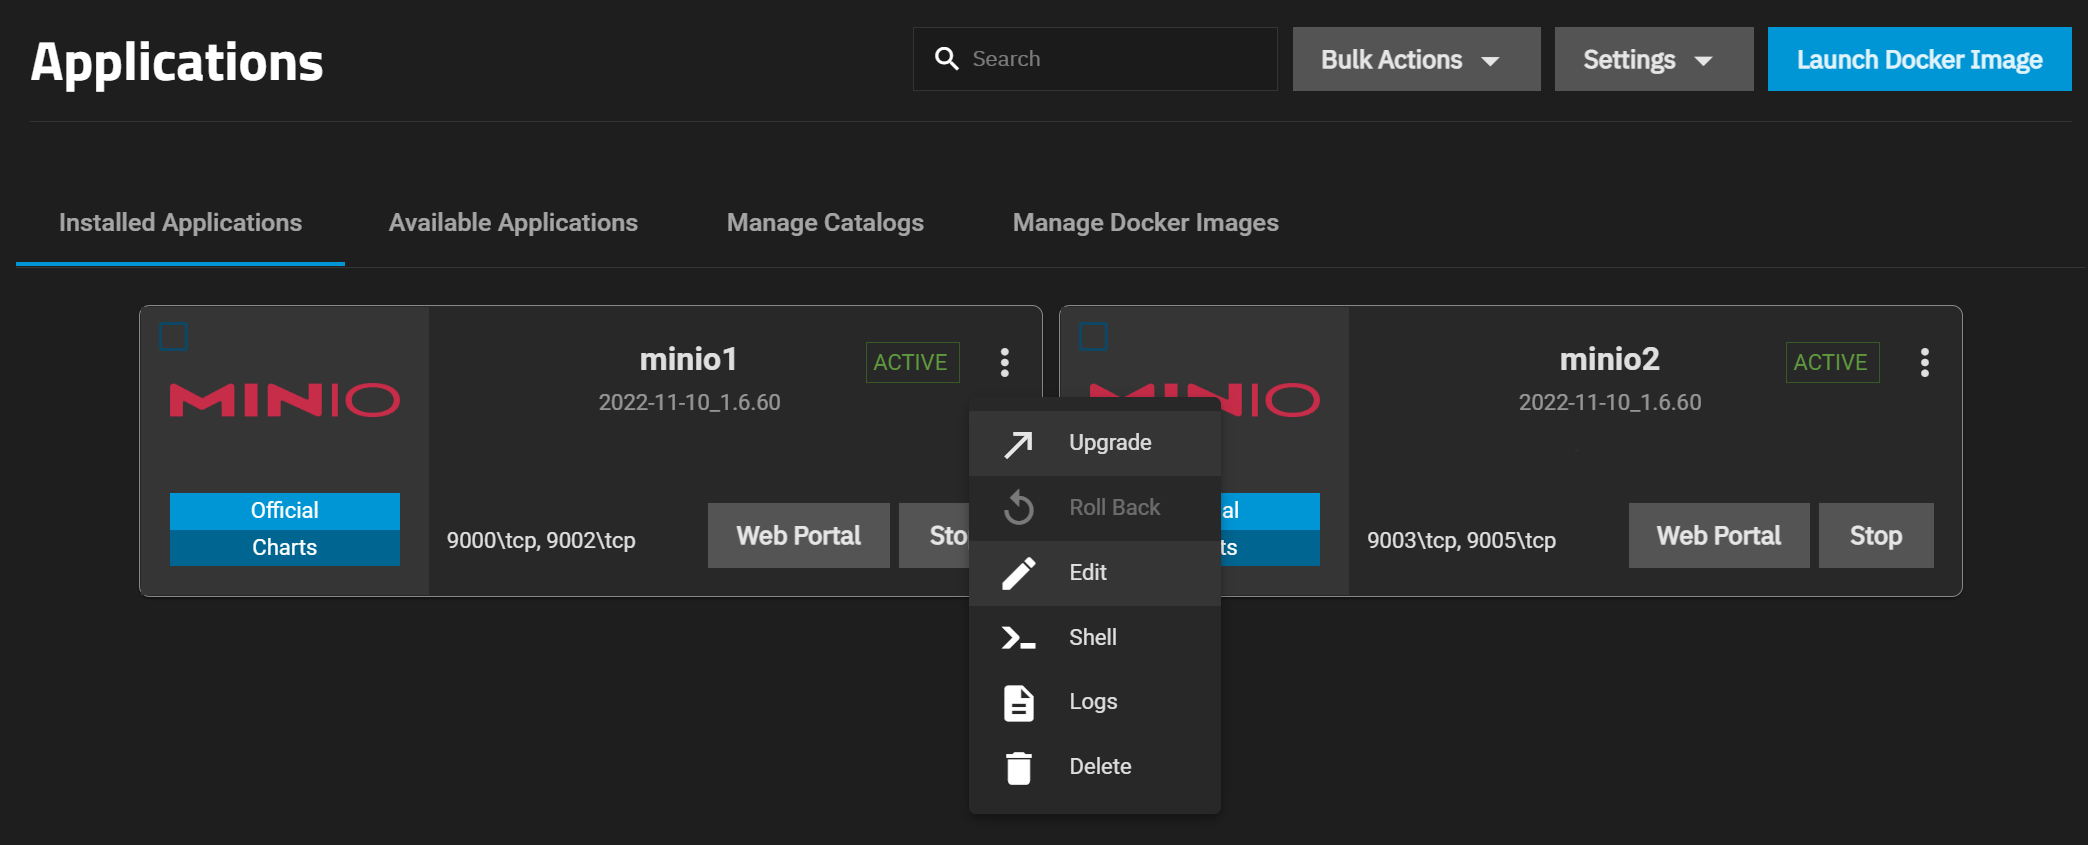 Applications
Search
Bulk Actions
Settings
Launch Docker Image
Installed Applications
Available Applications
Manage Catalogs
Manage Docker Images
MINIO
minio1
ACTIVE
2022-11-10_1.6.60
Official
Charts
9000\tcp, 9002\tcp
Web Portal
Sto
Upgrade
Roll Back
Edit
Shell
Logs
Delete
MINIO
minio2
ACTIVE
2022-11-10_1.6.60
al
ts
9003\tcp, 9005\tcp
Web Portal
Stop